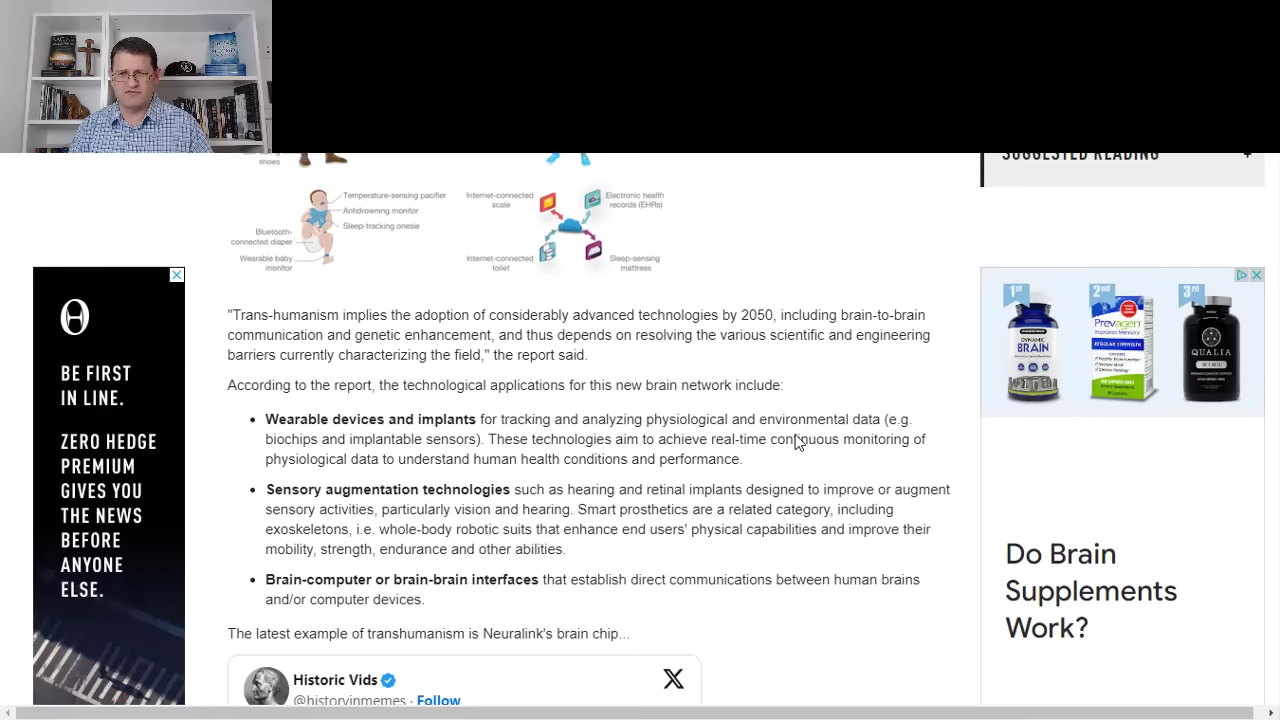 shoes
SUGGESTED READING
+
Temperature-sensing pacifier
Antidrowning monitor
Sleep-tracking onesie
Bluetooth-
connected diaper
Wearable baby
monitor
Internet-connected
scale
Electronic health
records (EHRs)
Internet-connected
toilet
Sleep-sensing
mattress
BE FIRST
IN LINE.
ZERO HEDGE
PREMIUM
GIVES YOU
THE NEWS
BEFORE
ANYONE
ELSE.
"Trans-humanism implies the adoption of considerably advanced technologies by 2050, including brain-to-brain
communication, and genetic enhancement, and thus depends on resolving the various scientific and engineering
barriers currently characterizing the field," the report said.
According to the report, the technological applications for this new brain network include:
• Wearable devices and implants for tracking and analyzing physiological and environmental data (e.g.
biochips and implantable sensors). These technologies aim to achieve real-time continuous monitoring of
physiological data to understand human health conditions and performance.
• Sensory augmentation technologies such as hearing and retinal implants designed to improve or augment
sensory activities, particularly vision and hearing. Smart prosthetics are a related category, including
exoskeletons, i.e. whole-body robotic suits that enhance end users' physical capabilities and improve their
mobility, strength, endurance and other abilities.
• Brain-computer or brain-brain interfaces that establish direct communications between human brains
and/or computer devices.
The latest example of transhumanism is Neuralink's brain chip...
Historic Vids
@historyinmemes · Follow
1st
2nd
3rd
DYNAMIC
BRAIN
Prevagen
Improves Memory
REGULAR STRENGTH
QUALIA
MIND
Do Brain
Supplements
Work?